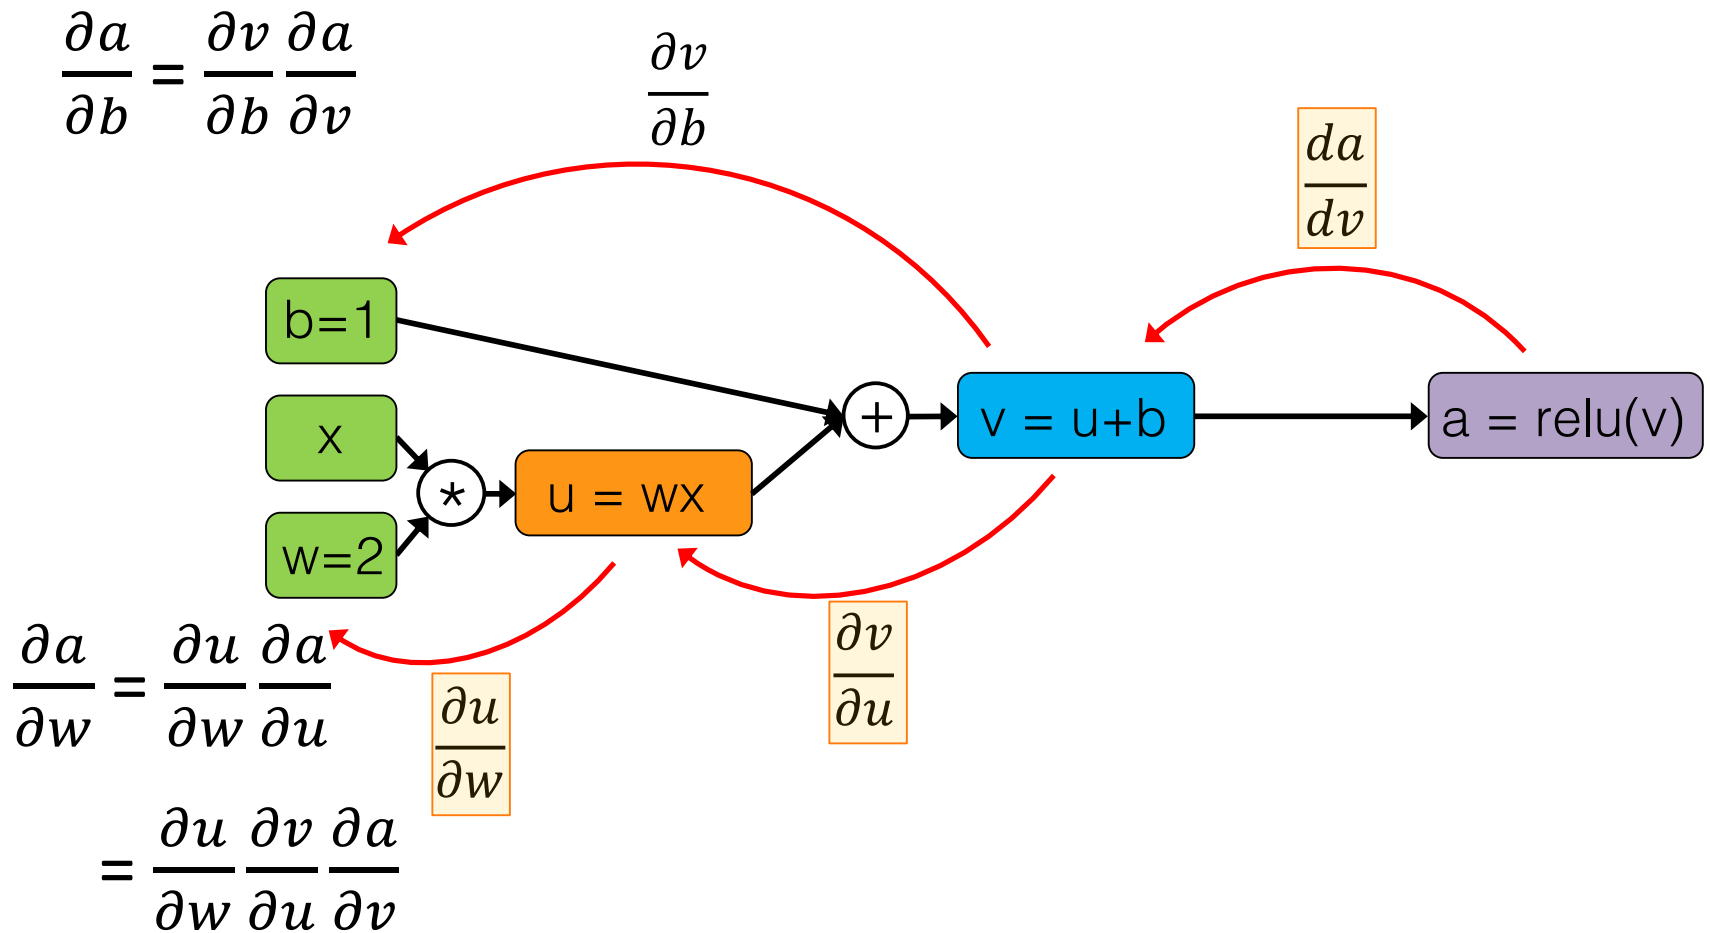 ∂a/∂b = ∂v/∂b ∂a/∂v
∂v/∂b
da/dv
b=1
x
w=2
*
u = wx
+
v = u+b
a = relu(v)
∂a/∂w = ∂u/∂w ∂a/∂u
= ∂u/∂w ∂v/∂u ∂a/∂v
∂u/∂w
∂v/∂u